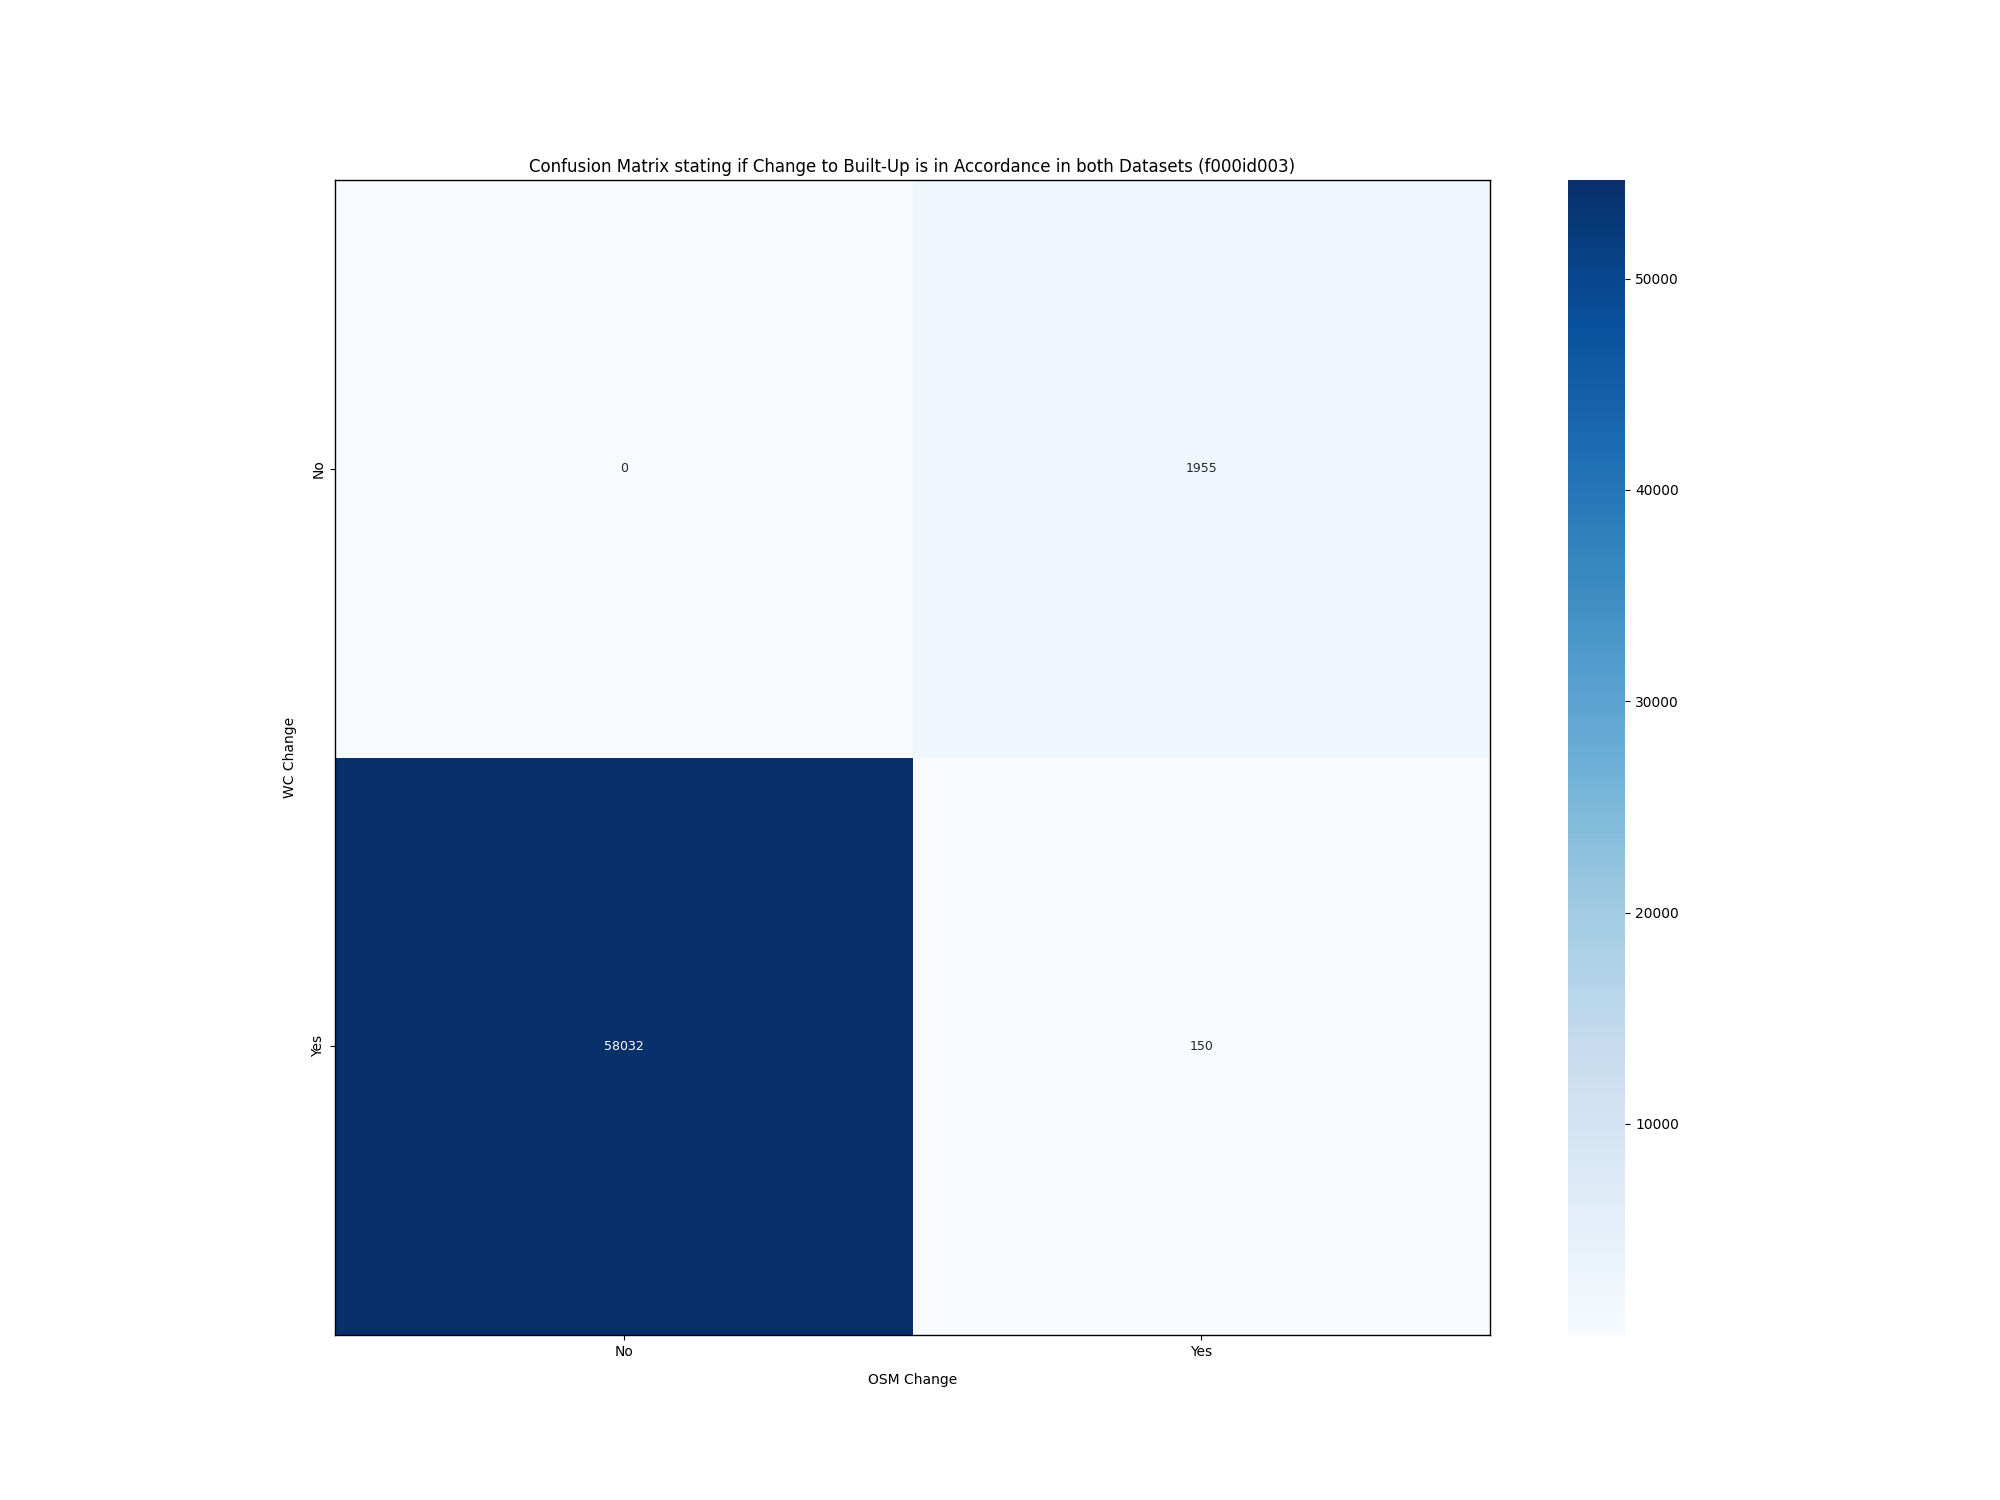 Confusion Matrix stating if Change to Built-Up is in Accordance in both Datasets (f000id003)
50000
40000
30000
20000
10000
WC Change
No
Yes
0
1955
58032
150
No
Yes
OSM Change